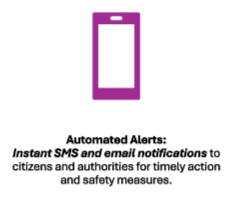 Automated Alerts:
Instant SMS and email notifications to
citizens and authorities for timely action
and safety measures.